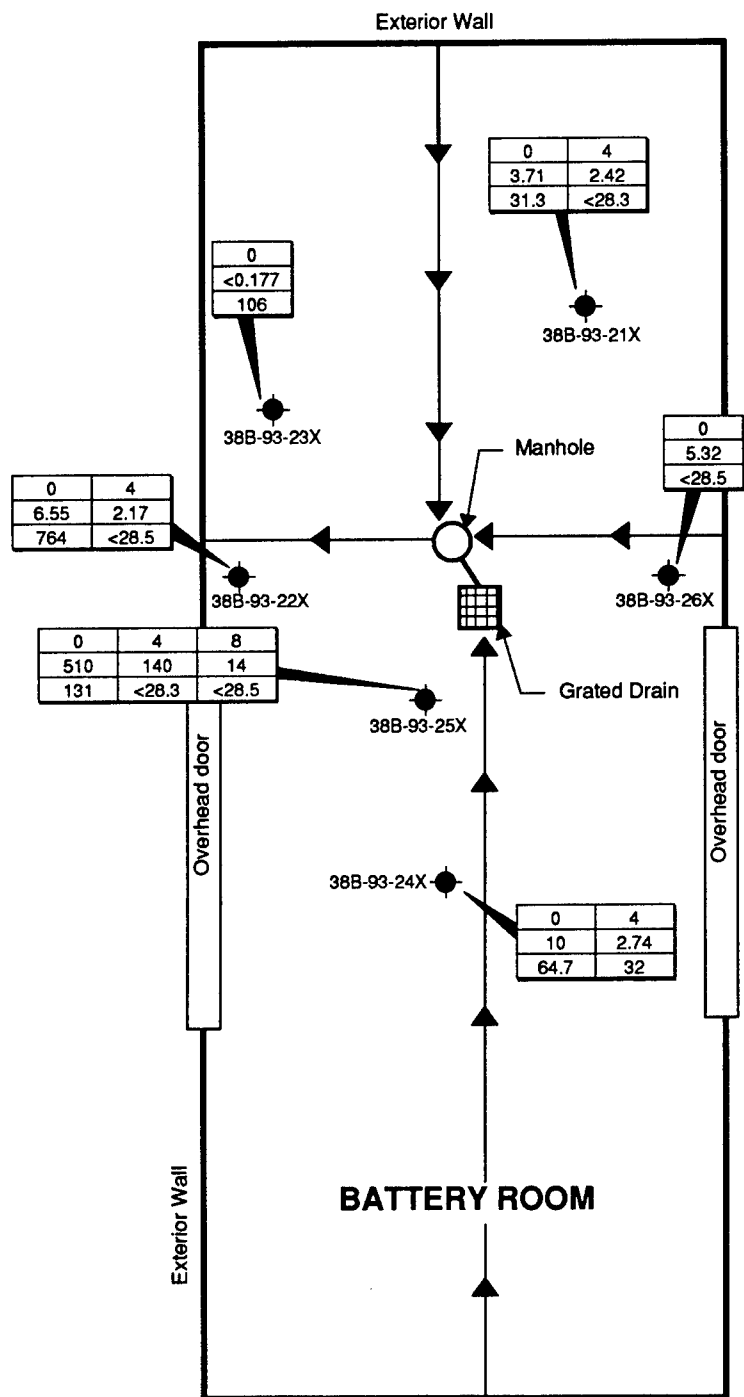 Exterior Wall
0 4
3.71 2.42
31.3 <28.3
38B-93-21X
0
<0.177
106
38B-93-23X
Manhole
0
5.32
<28.5
38B-93-26X
0 4
6.55 2.17
764 <28.5
38B-93-22X
0 4 8
510 140 14
131 <28.3 <28.5
38B-93-25X
Grated Drain
Overhead door
Overhead door
38B-93-24X
0 4
10 2.74
64.7 32
Exterior Wall
BATTERY ROOM